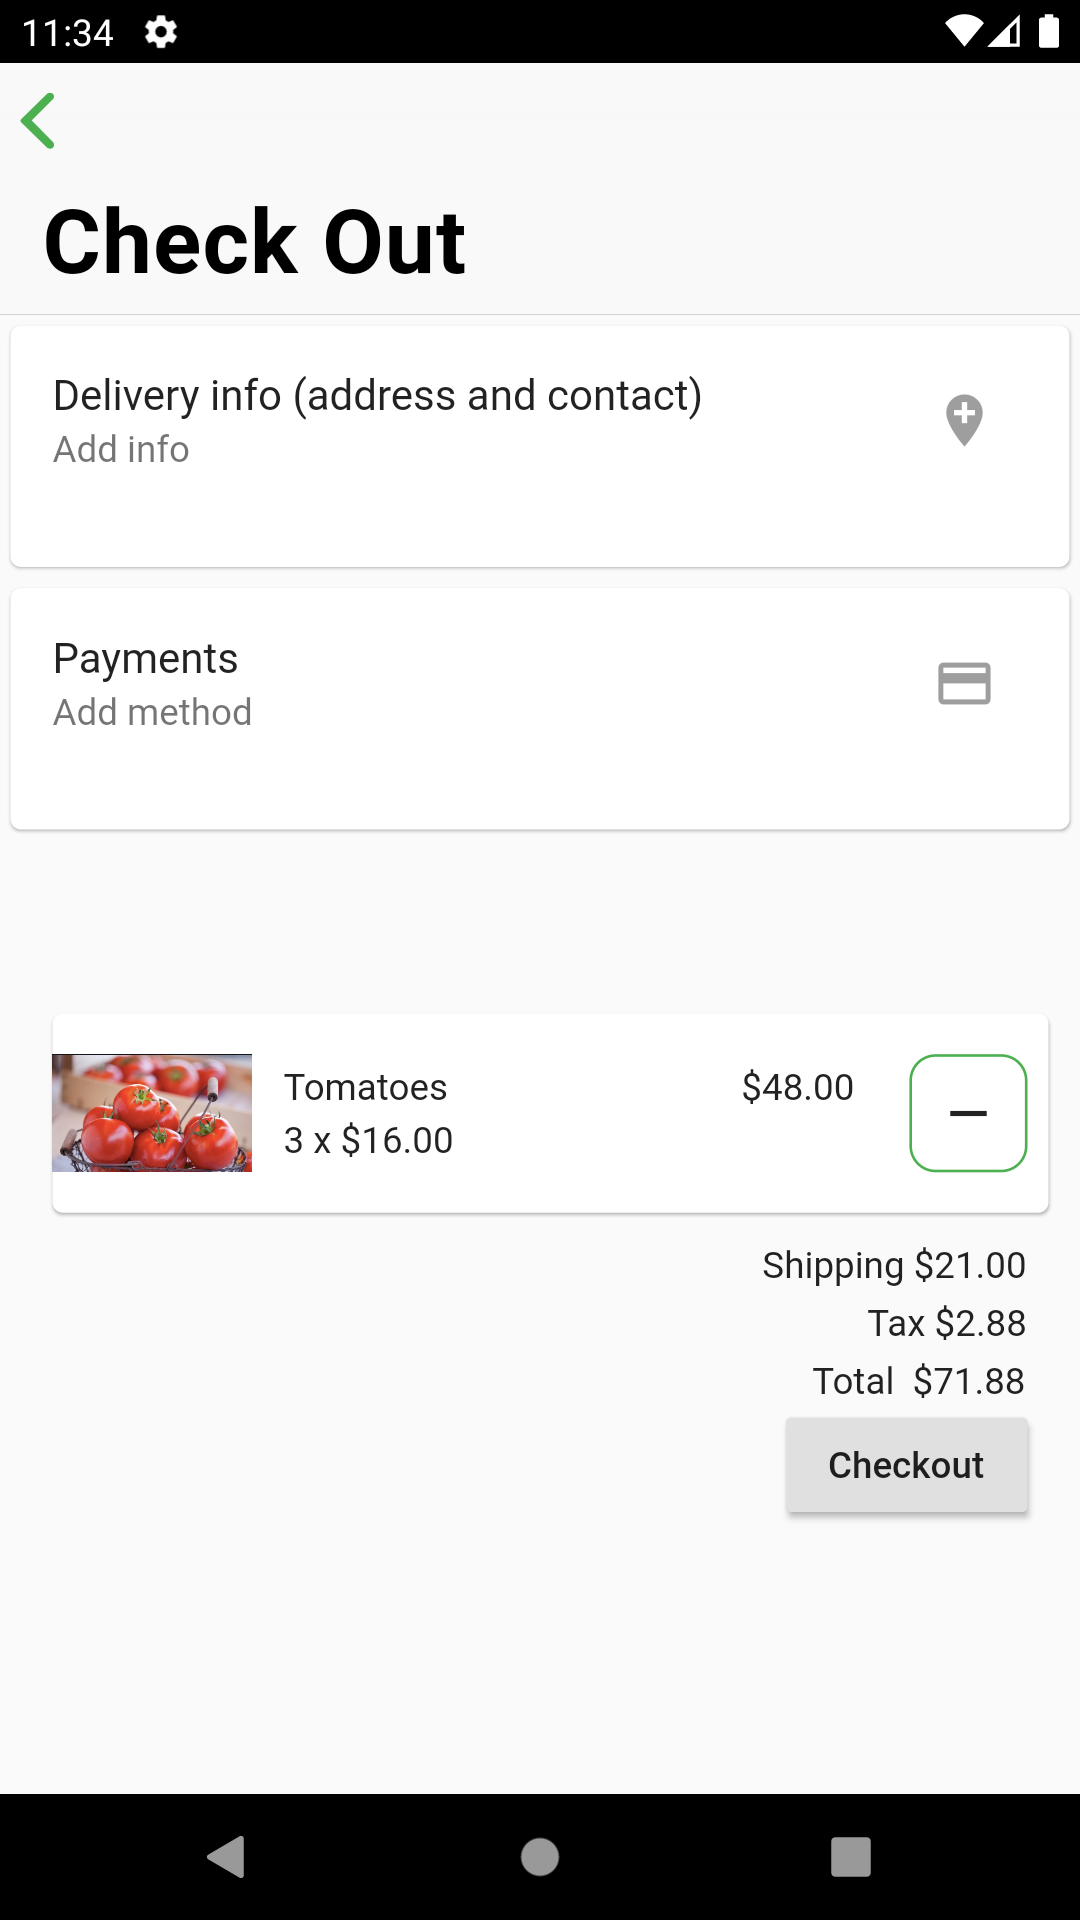 11:34
Check Out
Delivery info (address and contact)
Add info
Payments
Add method
Tomatoes
$48.00
3 x $16.00
Shipping $21.00
Tax $2.88
Total $71.88
Checkout